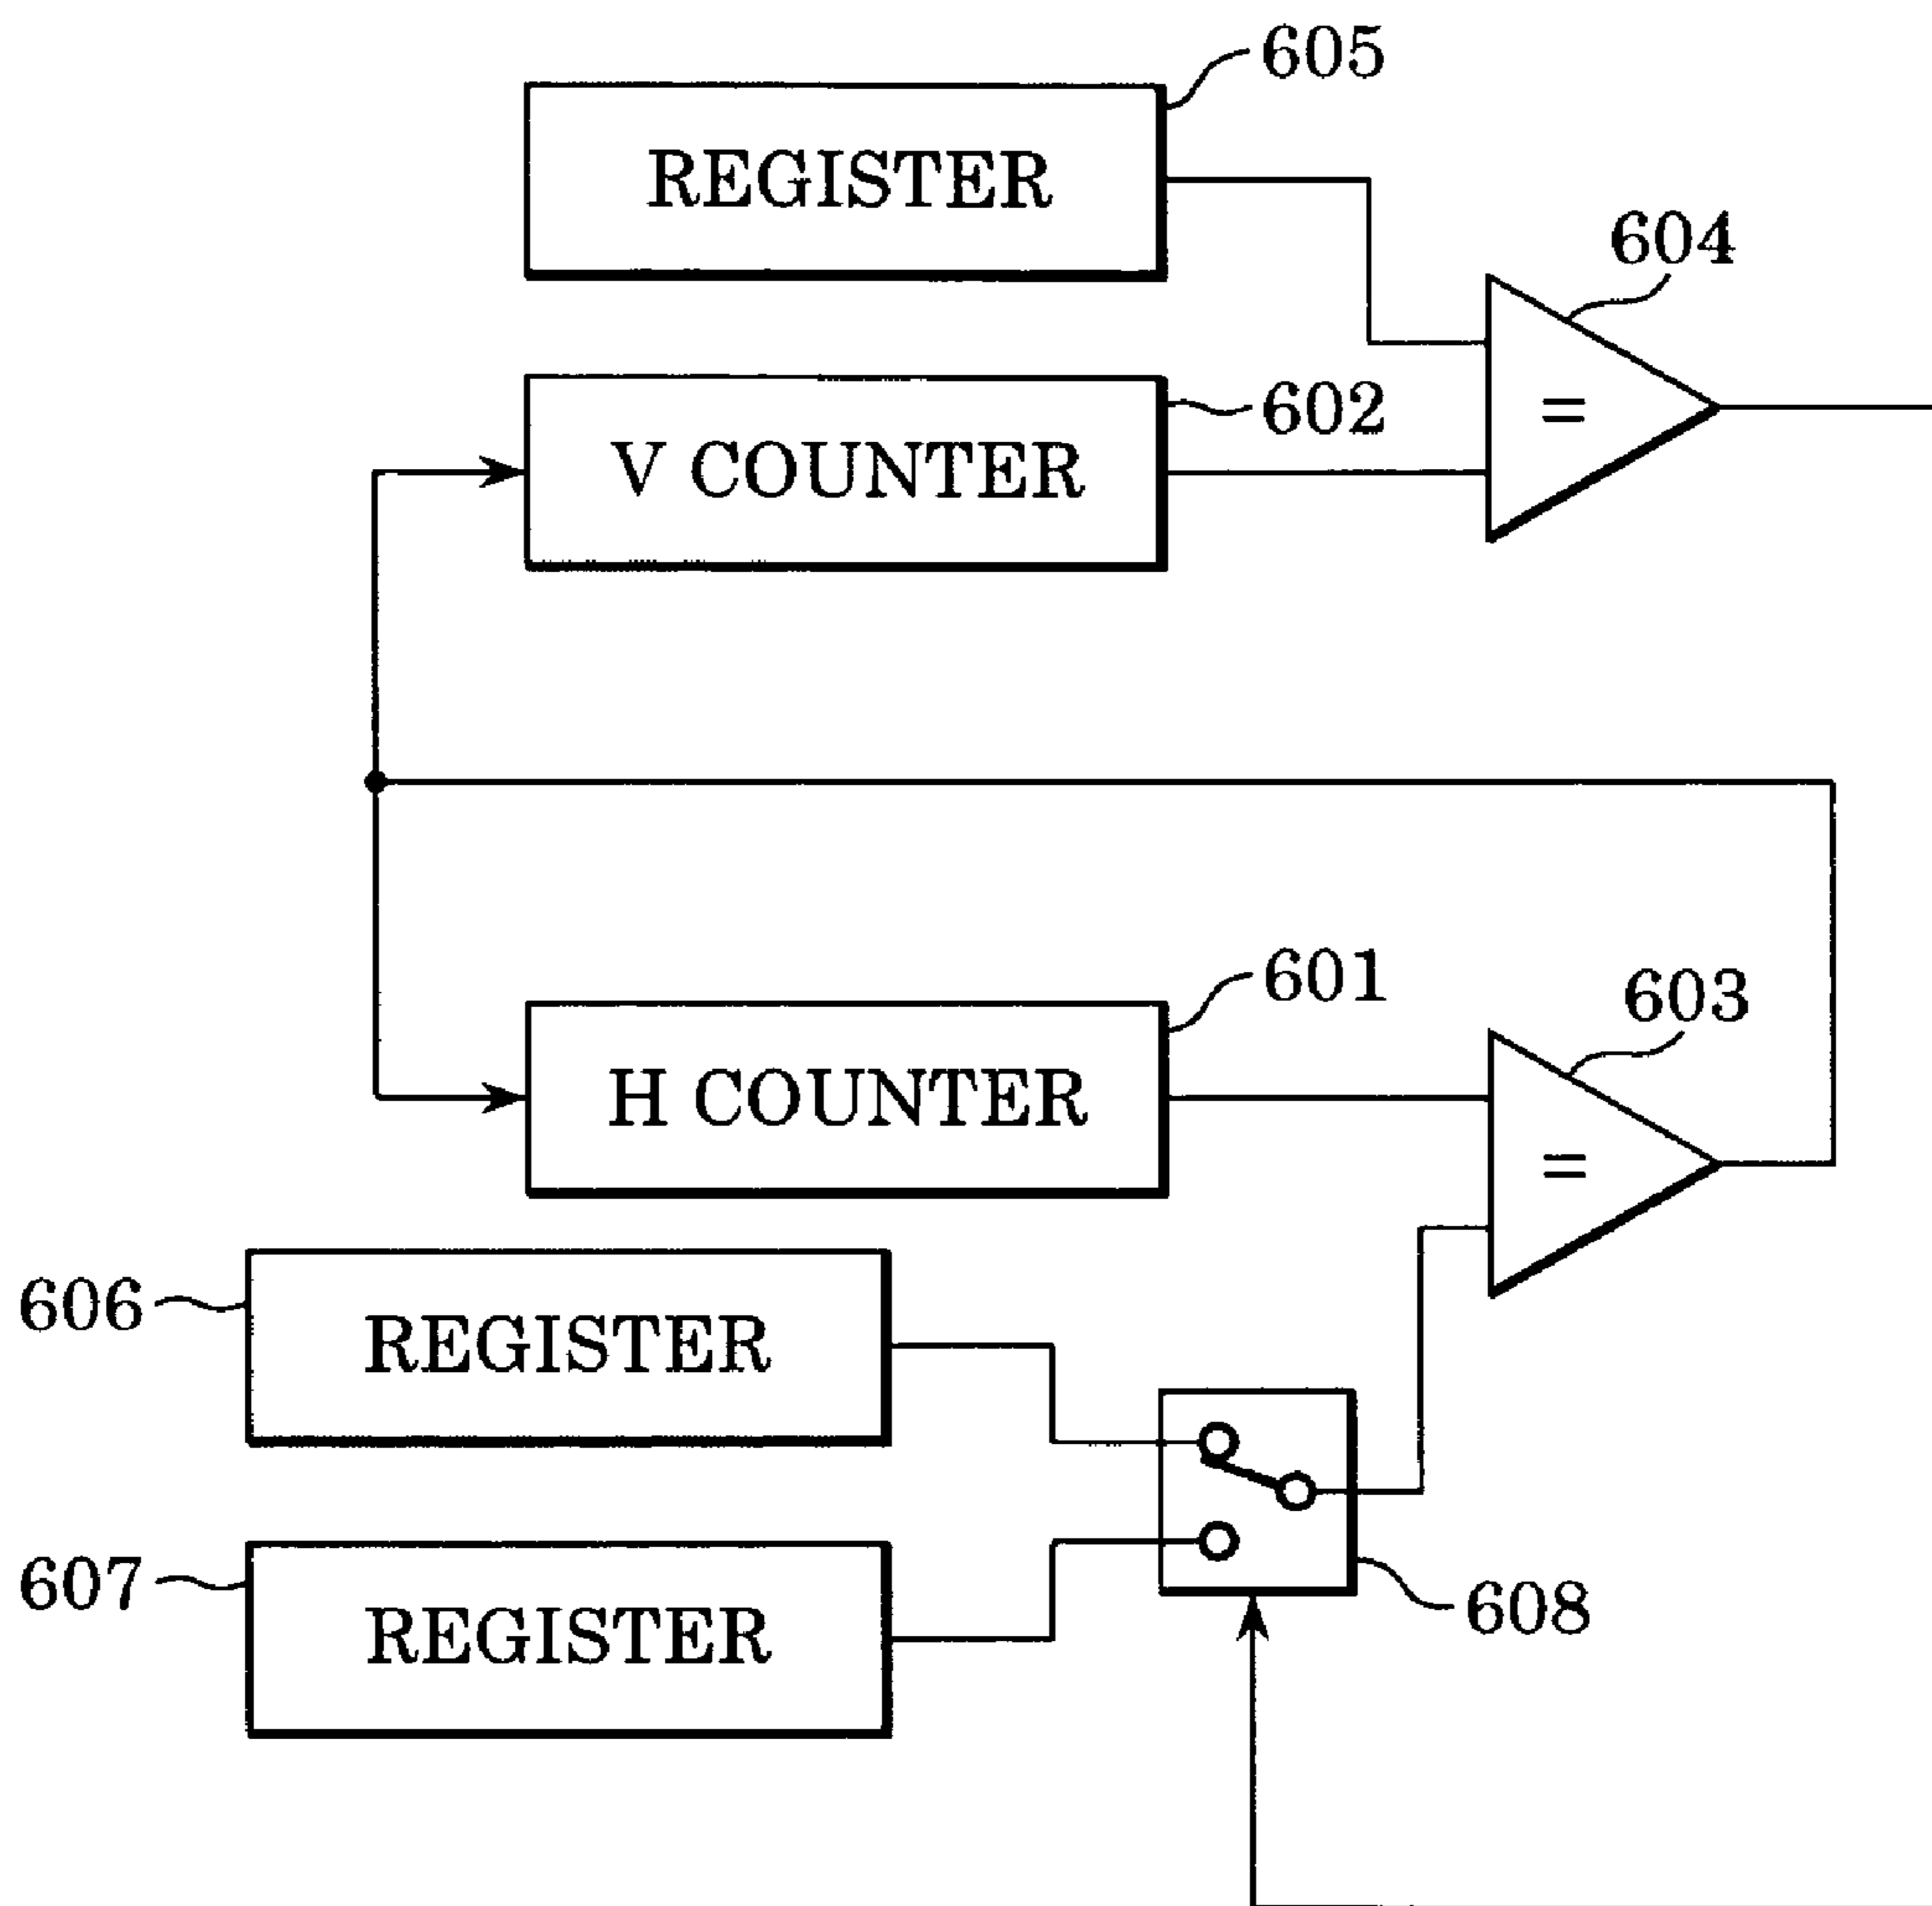 605
REGISTER
604
602
V COUNTER
=
601
603
H COUNTER
=
606
REGISTER
607
REGISTER
608